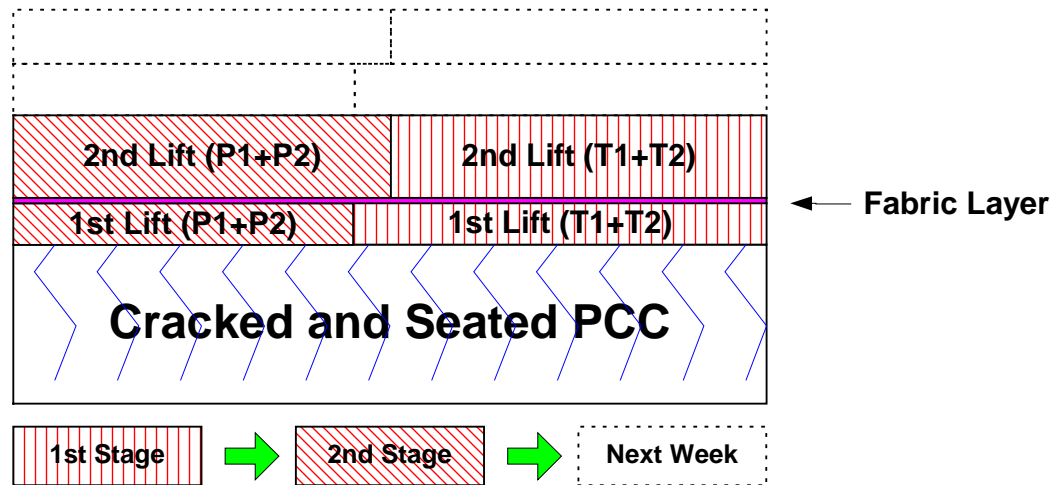 2nd Lift (P1+P2) 2nd Lift (T1+T2)
Fabric Layer
1st Lift (P1+P2) 1st Lift (T1+T2)
Cracked and Seated PCC
1st Stage 2nd Stage Next Week